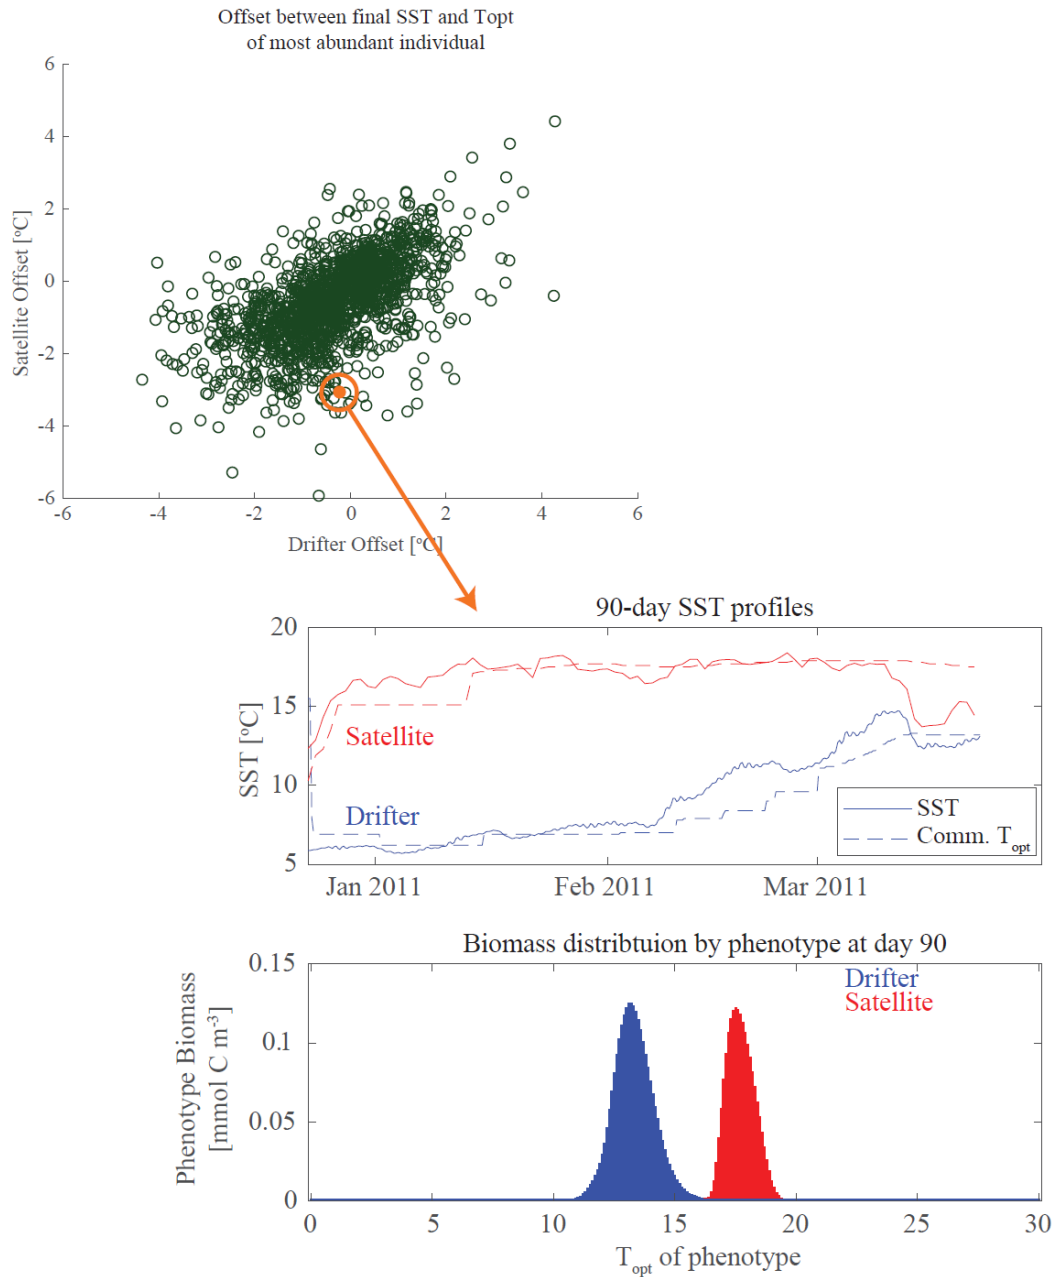 Offset between final SST and Topt
of most abundant individual
6
4
2
0
-2
-4
-6
Satellite Offset [ºC]
-6
-4
-2
0
2
4
6
Drifter Offset [ºC]
90-day SST profiles
20
15
10
5
SST [ºC]
Satellite
Drifter
SST
Comm. Topt
Jan 2011
Feb 2011
Mar 2011
Biomass distribtuion by phenotype at day 90
0.15
0.1
0.05
0
Phenotype Biomass
[mmol C m-3]
Drifter
Satellite
0
5
10
15
20
25
30
Topt of phenotype